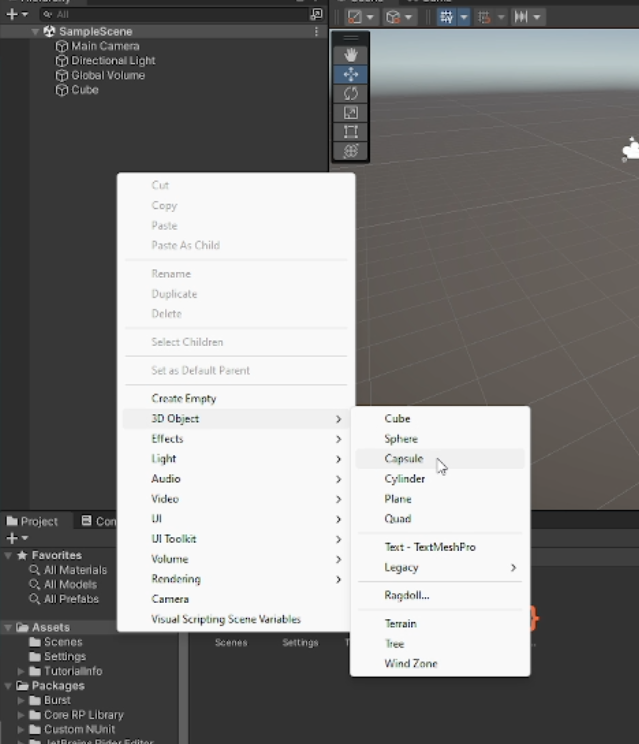 All
SampleScene
Main Camera
Directional Light
Global Volume
Cube
Cut
Copy
Paste
Paste As Child
Rename
Duplicate
Delete
Select Children
Set as Default Parent
Create Empty
3D Object
Effects
Light
Audio
Video
UI
UI Toolkit
Volume
Rendering
Camera
Visual Scripting Scene Variables
Cube
Sphere
Capsule
Cylinder
Plane
Quad
Text - TextMeshPro
Legacy
Ragdoll...
Terrain
Tree
Wind Zone
Project
Con
Favorites
All Materials
All Models
All Prefabs
Assets
Scenes
Settings
TutorialInfo
Packages
Burst
Core RP Library
Custom NUnit
JetBrains Rider Editor
Scenes
Settings